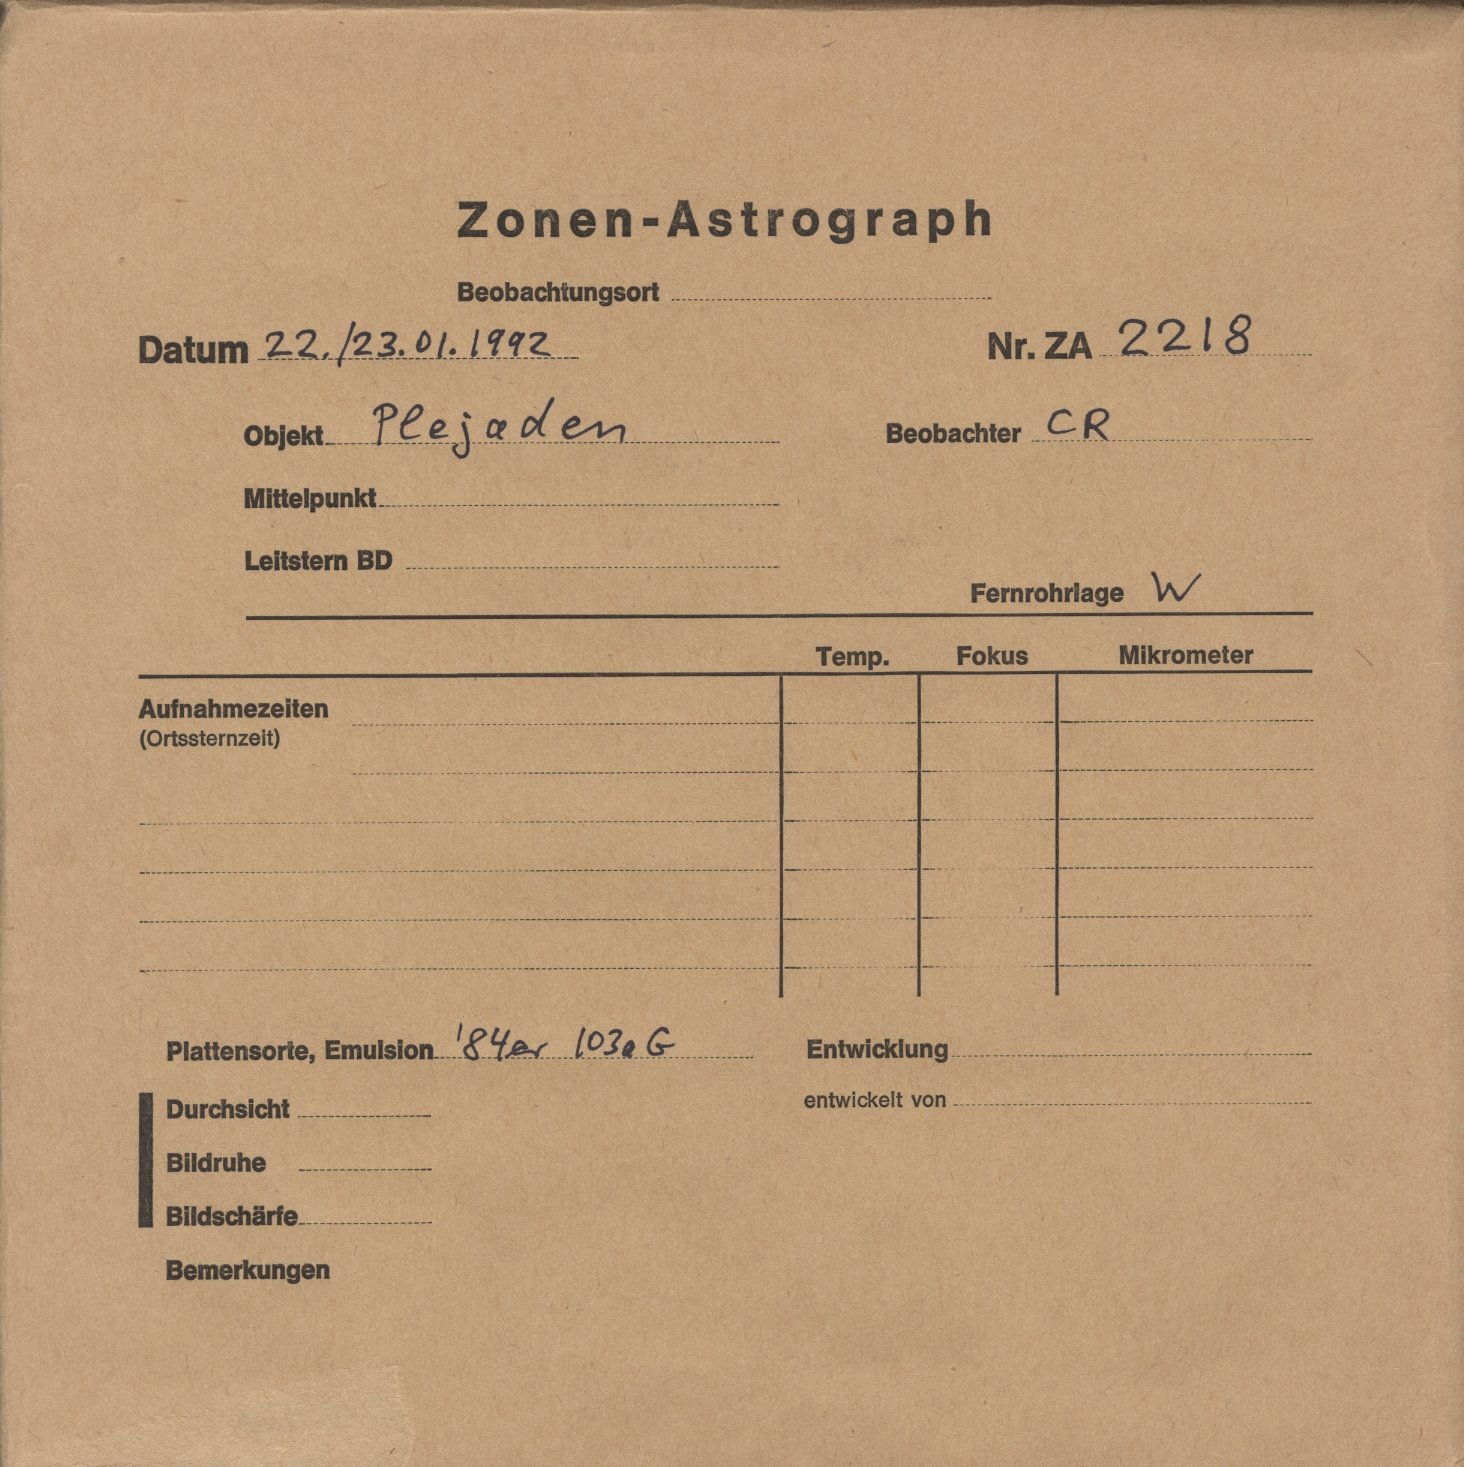 Zonen-Astrograph
Beobachtungsort
Datum 22./23.01.1992 Nr. ZA 2218
Objekt Plejaden Beobachter CR
Mittelpunkt
Leitstern BD
Fernrohrlage W
Temp. Fokus Mikrometer
Aufnahmezeiten
(Ortssternzeit)
Plattensorte, Emulsion '84er 103a G Entwicklung
Durchsicht entwickelt von
Bildruhe
Bildschärfe
Bemerkungen